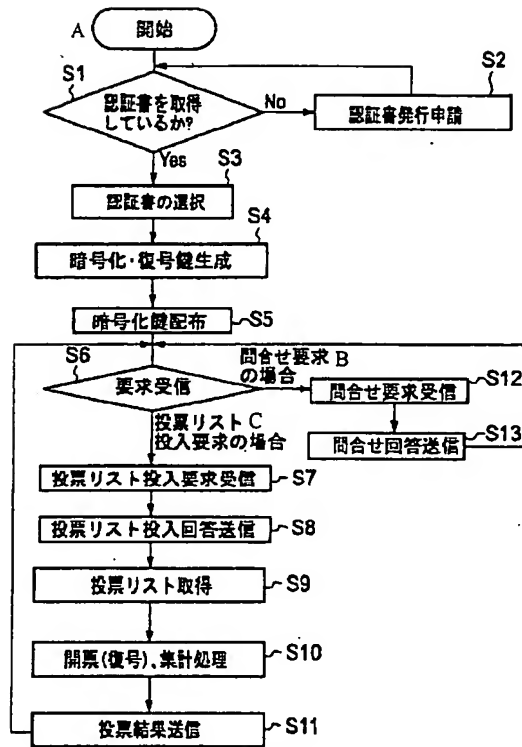 A 開始
S1
認証書を取得
しているか?
No
S2
認証書発行申請
Yes
S3
認証書の選択
S4
暗号化・復号鍵生成
暗号化鍵配布
S5
S6
要求受信
問合せ要求 B
の場合
問合せ要求受信
S12
問合せ回答送信
S13
投票リスト C
投入要求の場合
投票リスト投入要求受信
S7
投票リスト投入回答送信
S8
投票リスト取得
S9
開票(復号)、集計処理
S10
投票結果送信
S11